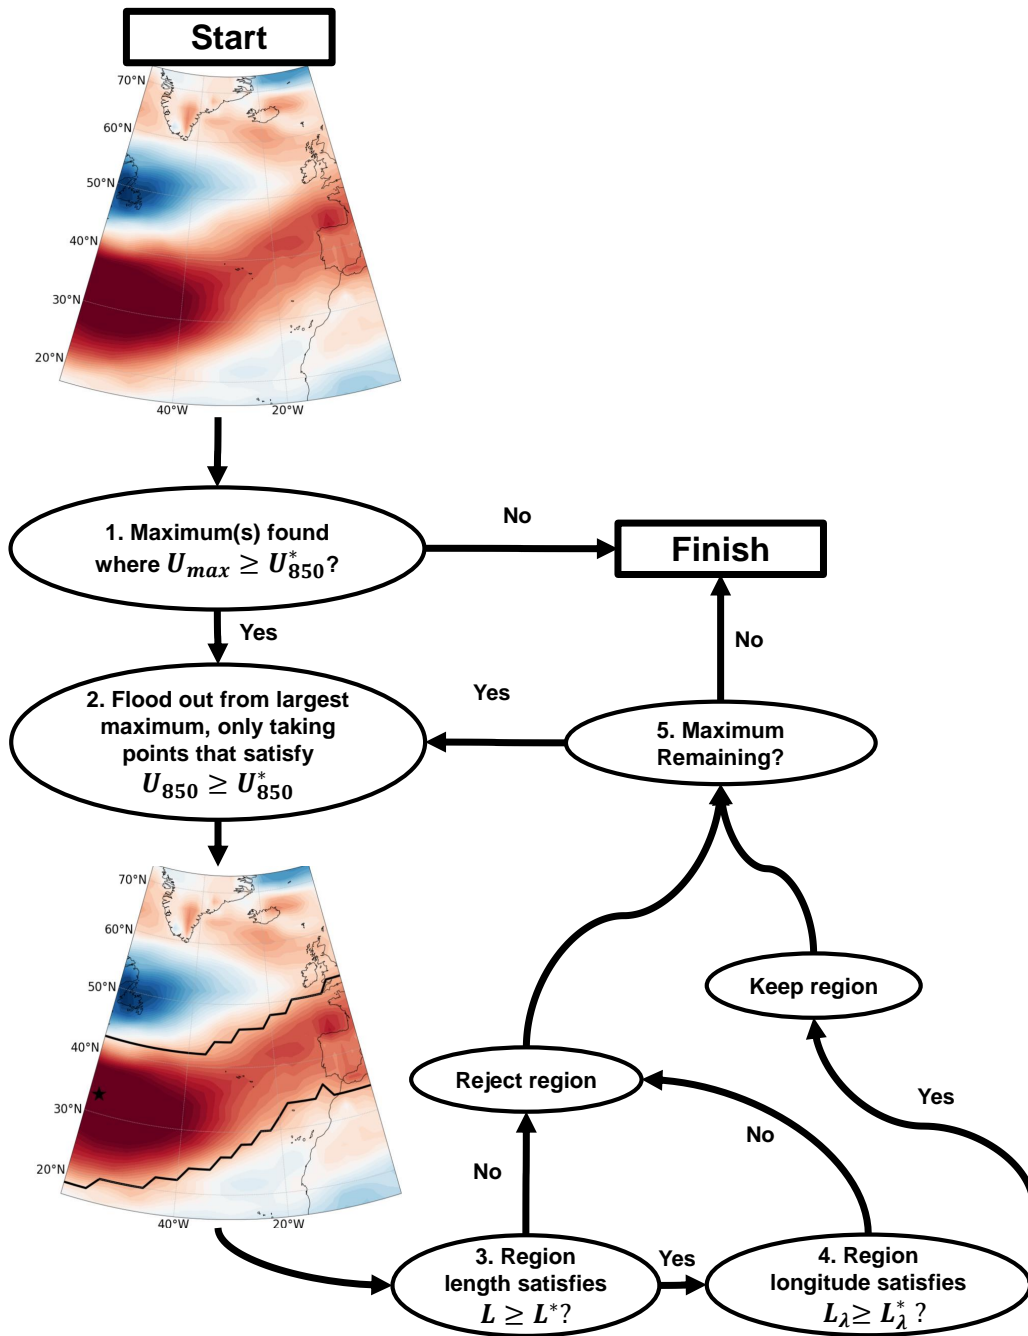 Start
70°N
60°N
50°N
40°N
30°N
20°N
40°W
20°W
1. Maximum(s) found
where U_max ≥ U*_850?
No
Finish
Yes
No
2. Flood out from largest
maximum, only taking
points that satisfy
U_850 ≥ U*_850
Yes
5. Maximum
Remaining?
70°N
60°N
50°N
40°N
30°N
20°N
40°W
20°W
Keep region
Reject region
Yes
No
No
3. Region
length satisfies
L ≥ L*?
Yes
4. Region
longitude satisfies
L_λ ≥ L*_λ ?